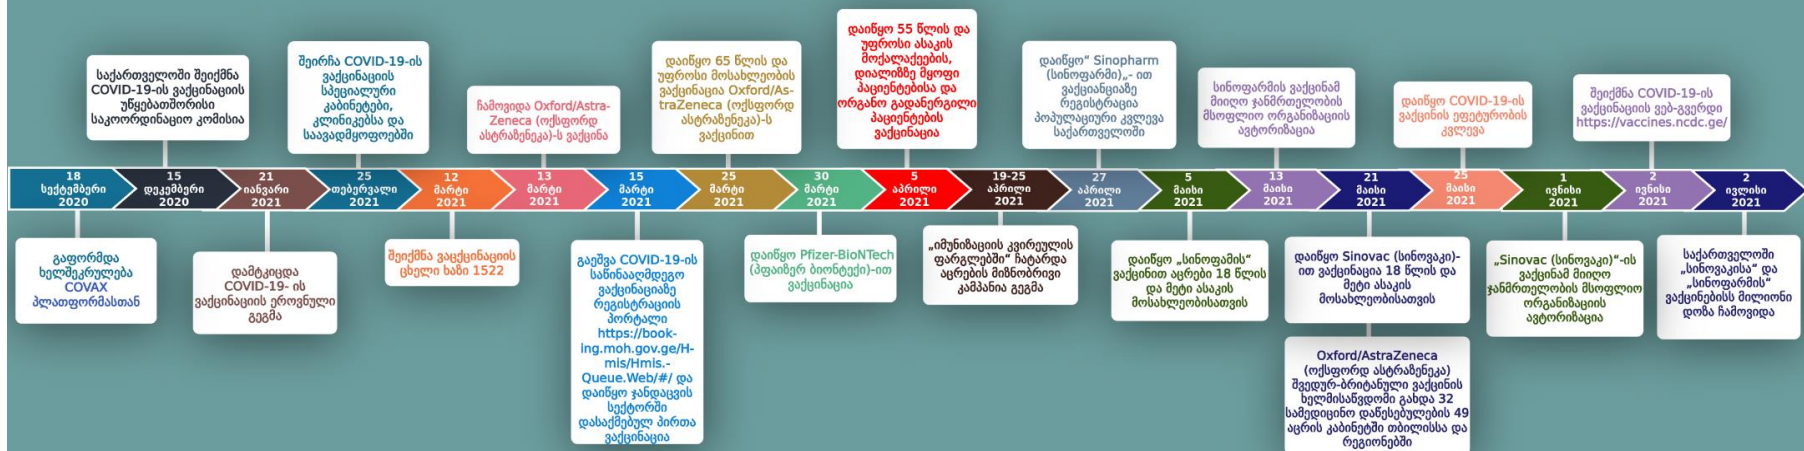 საქართველოში შეიქმნა
COVID-19-ის ვაქცინაციის
უწყებათშორისი
საკოორდინაციო კომისია
შეირჩა COVID-19-ის
ვაქცინაციის
სპეციალური
კაბინეტები,
კლინიკებსა და
საავადმყოფოებში
ჩამოვიდა Oxford/Astra-
Zeneca (ოქსფორდ
ასტრაზენეკა)-ს ვაქცინა
დაიწყო 65 წლის და
უფროსი მოსახლეობის
ვაქცინაცია Oxford/As-
traZeneca (ოქსფორდ
ასტრაზენეკა)-ს
ვაქცინით
დაიწყო 55 წლის და
უფროსი ასაკის
მოქალაქეების,
დიალიზზე მყოფი
პაციენტებისა და
ორგანო გადანერგილი
პაციენტების
ვაქცინაცია
დაიწყო“ Sinopharm
(სინოფარმი)„- ით
ვაქციანციაზე
რეგისტრაცია
პოპულაციური კვლევა
საქართველოში
სინოფარმის ვაქცინამ
მიიღო ჯანმრთელობის
მსოფლიო ორგანიზაციის
ავტორიზაცია
დაიწყო COVID-19-ის
ვაქცინის ეფეტურობის
კვლევა
შეიქმნა COVID-19-ის
ვაქცინაციის ვებ-გვერდი
https://vaccines.ncdc.ge/
18
სექტემბერი
2020
15
დეკემბერი
2020
21
იანვარი
2021
25
თებერვალი
2021
12
მარტი
2021
13
მარტი
2021
15
მარტი
2021
25
მარტი
2021
30
მარტი
2021
5
აპრილი
2021
19-25
აპრილი
2021
27
აპრილი
2021
5
მაისი
2021
13
მაისი
2021
21
მაისი
2021
25
მაისი
2021
1
ივნისი
2021
2
ივნისი
2021
2
ივლისი
2021
გაფორმდა
ხელშეკრულება
COVAX
პლათფორმასთან
დამტკიცდა
COVID-19- ის
ვაქცინაციის ეროვნული
გეგმა
შეიქმნა ვაცქცინაციის
ცხელი ხაზი 1522
გაეშვა COVID-19-ის
საწინააღმდეგო
ვაქცინაციაზე
რეგისტრაციის
პორტალი
https://book-
ing.moh.gov.ge/H-
mis/Hmis.-
Queue.Web/#/ და
დაიწყო ჯანდაცვის
სექტორში
დასაქმებულ პირთა
ვაქცინაცია
დაიწყო Pfizer-BioNTech
(პფაიზერ ბიონტექი)-ით
ვაქცინაცია
„იმუნიზაციის კვირეულის
ფარგლებში“ ჩატარდა
აცრების მიზნობრივი
კამპანია გეგმა
დაიწყო „სინოფამის“
ვაქცინით აცრები 18 წლის
და მეტი ასაკის
მოსახლეობისათვის
დაიწყო Sinovac (სინოვაკი)-
ით ვაქცინაცია 18 წლის და
მეტი ასაკის
მოსახლეობისათვის
Oxford/AstraZeneca
(ოქსფორდ ასტრაზენეკა)
შვედურ-ბრიტანული ვაქცინის
ხელმისაწვდომი გახდა 32
სამედიცინო დაწესებულების 49
აცრის კაბინეტში თბილისსა და
რეგიონებში
„Sinovac (სინოვაკი)“-ის
ვაქცინამ მიიღო
ჯანმრთელობის მსოფლიო
ორგანიზაციის
ავტორიზაცია
საქართველოში
„სინოვაკისა“ და
„სინოფარმის“
ვაქცინებისს მილიონი
დოზა ჩამოვიდა